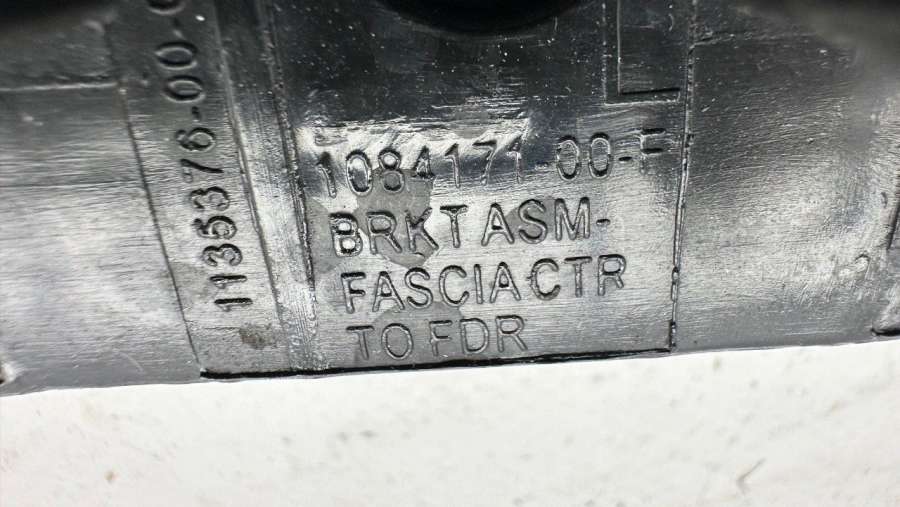 1135376-00-
L
1084171-00-F
BRKT ASM-
FASCIA CTR
TO FDR